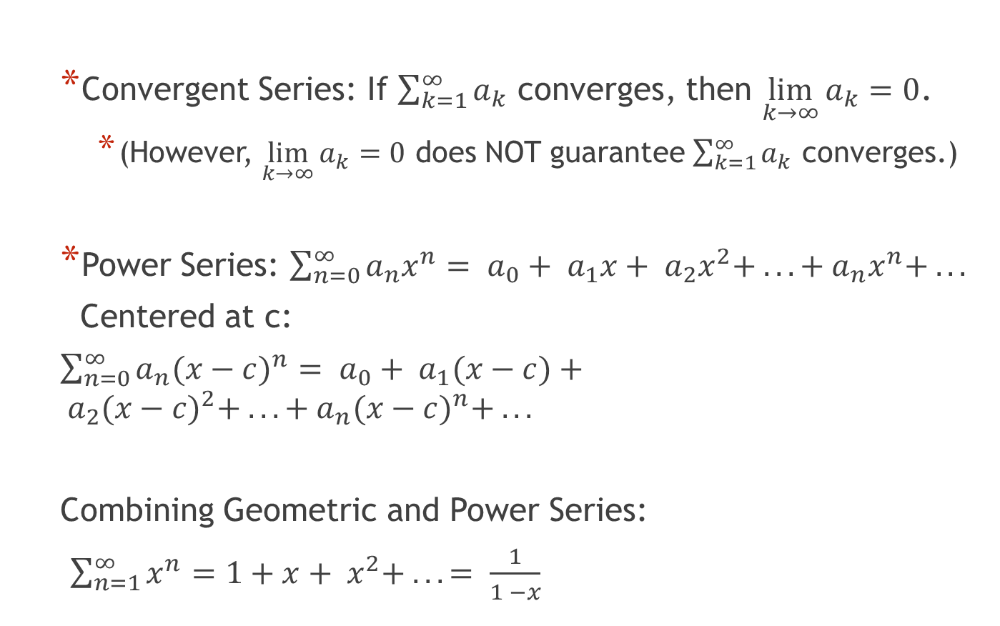 *Convergent Series: If $\sum_{k=1}^{\infty} a_k$ converges, then $\lim_{k \to \infty} a_k = 0$.
*(However, $\lim_{k \to \infty} a_k = 0$ does NOT guarantee $\sum_{k=1}^{\infty} a_k$ converges.)
*Power Series: $\sum_{n=0}^{\infty} a_n x^n = a_0 + a_1 x + a_2 x^2 + \ldots + a_n x^n + \ldots$
Centered at c:
$\sum_{n=0}^{\infty} a_n (x - c)^n = a_0 + a_1 (x - c) +$
$a_2 (x - c)^2 + \ldots + a_n (x - c)^n + \ldots$
Combining Geometric and Power Series:
$\sum_{n=1}^{\infty} x^n = 1 + x + x^2 + \ldots = \frac{1}{1 - x}$